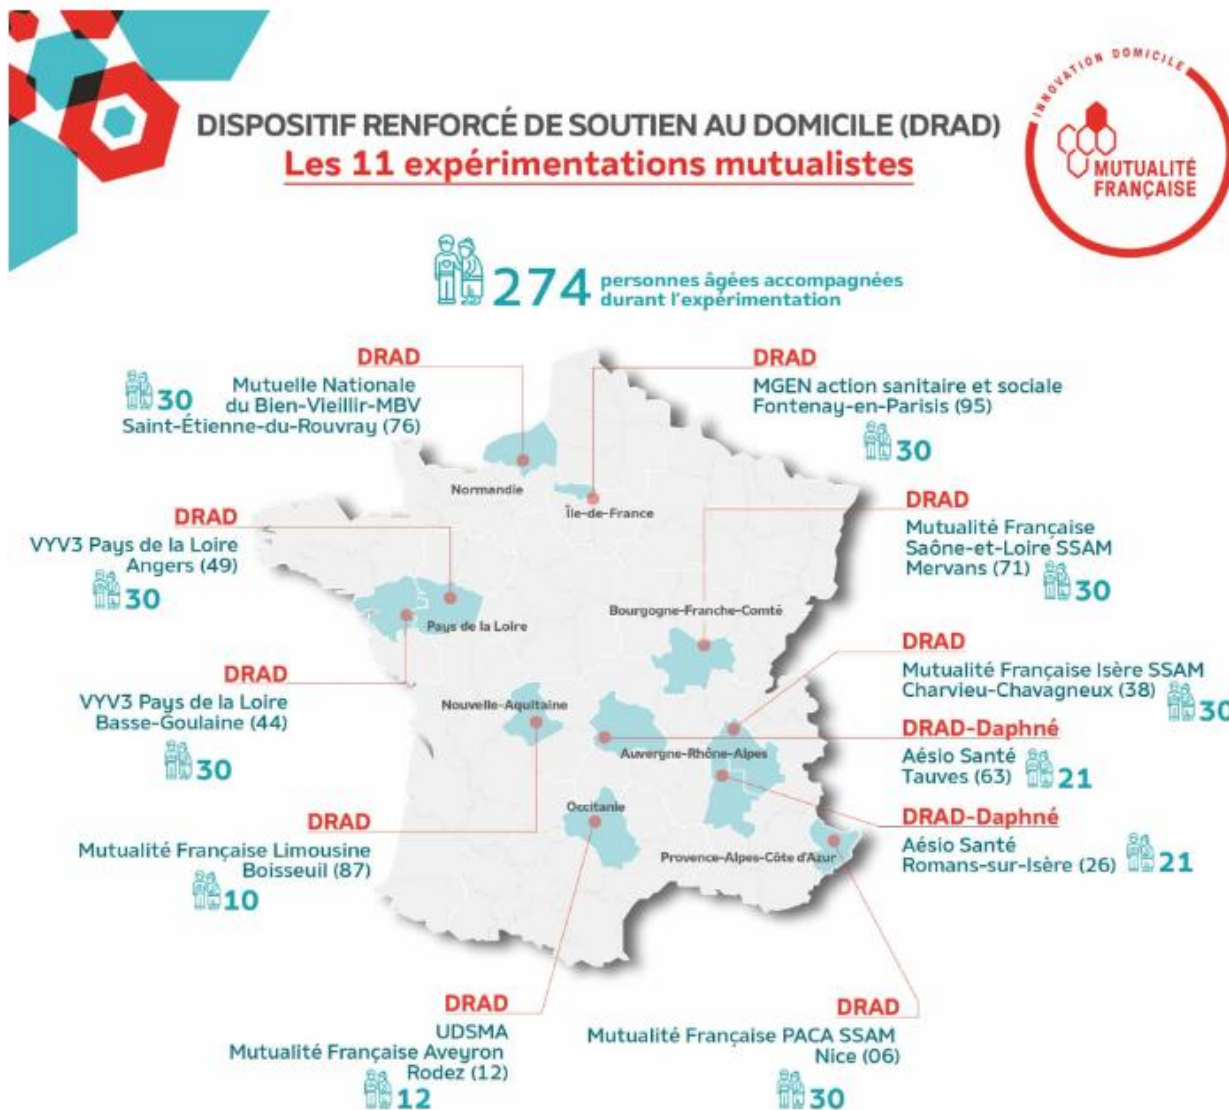 INNOVATION DOMICILE
MUTUALITÉ
FRANÇAISE
DISPOSITIF RENFORCÉ DE SOUTIEN AU DOMICILE (DRAD)
Les 11 expérimentations mutualistes
274 personnes âgées accompagnées
durant l'expérimentation
DRAD
30 Mutuelle Nationale
du Bien-Vieillir-MBV
Saint-Étienne-du-Rouvray (76)
DRAD
MGEN action sanitaire et sociale
Fontenay-en-Parisis (95)
30
Normandie
Île-de-France
DRAD
VYV3 Pays de la Loire
Angers (49)
30
DRAD
Mutualité Française
Saône-et-Loire SSAM
Mervans (71)
30
Bourgogne-Franche-Comté
Pays de la Loire
DRAD
VYV3 Pays de la Loire
Basse-Goulaine (44)
30
DRAD
Mutualité Française Isère SSAM
Charvieu-Chavagneux (38)
30
Nouvelle-Aquitaine
Auvergne-Rhône-Alpes
DRAD-Daphné
Aésio Santé
Tauves (63)
21
Occitanie
DRAD
Mutualité Française Limousine
Boisseuil (87)
10
DRAD-Daphné
Aésio Santé
Romans-sur-Isère (26)
21
Provence-Alpes-Côte d'Azur
DRAD
UDSMA
Mutualité Française Aveyron
Rodez (12)
12
DRAD
Mutualité Française PACA SSAM
Nice (06)
30